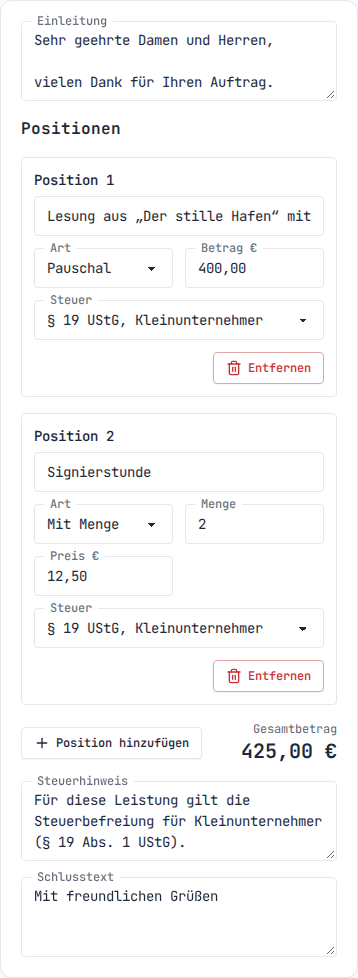 Einleitung
Sehr geehrte Damen und Herren,
vielen Dank für Ihren Auftrag.
Positionen
Position 1
Lesung aus „Der stille Hafen“ mit
Art
Pauschal
Betrag €
400,00
Steuer
§ 19 UStG, Kleinunternehmer
Entfernen
Position 2
Signierstunde
Art
Mit Menge
Menge
2
Preis €
12,50
Steuer
§ 19 UStG, Kleinunternehmer
Entfernen
Position hinzufügen
Gesamtbetrag
425,00 €
Steuerhinweis
Für diese Leistung gilt die
Steuerbefreiung für Kleinunternehmer
(§ 19 Abs. 1 UStG).
Schlusstext
Mit freundlichen Grüßen